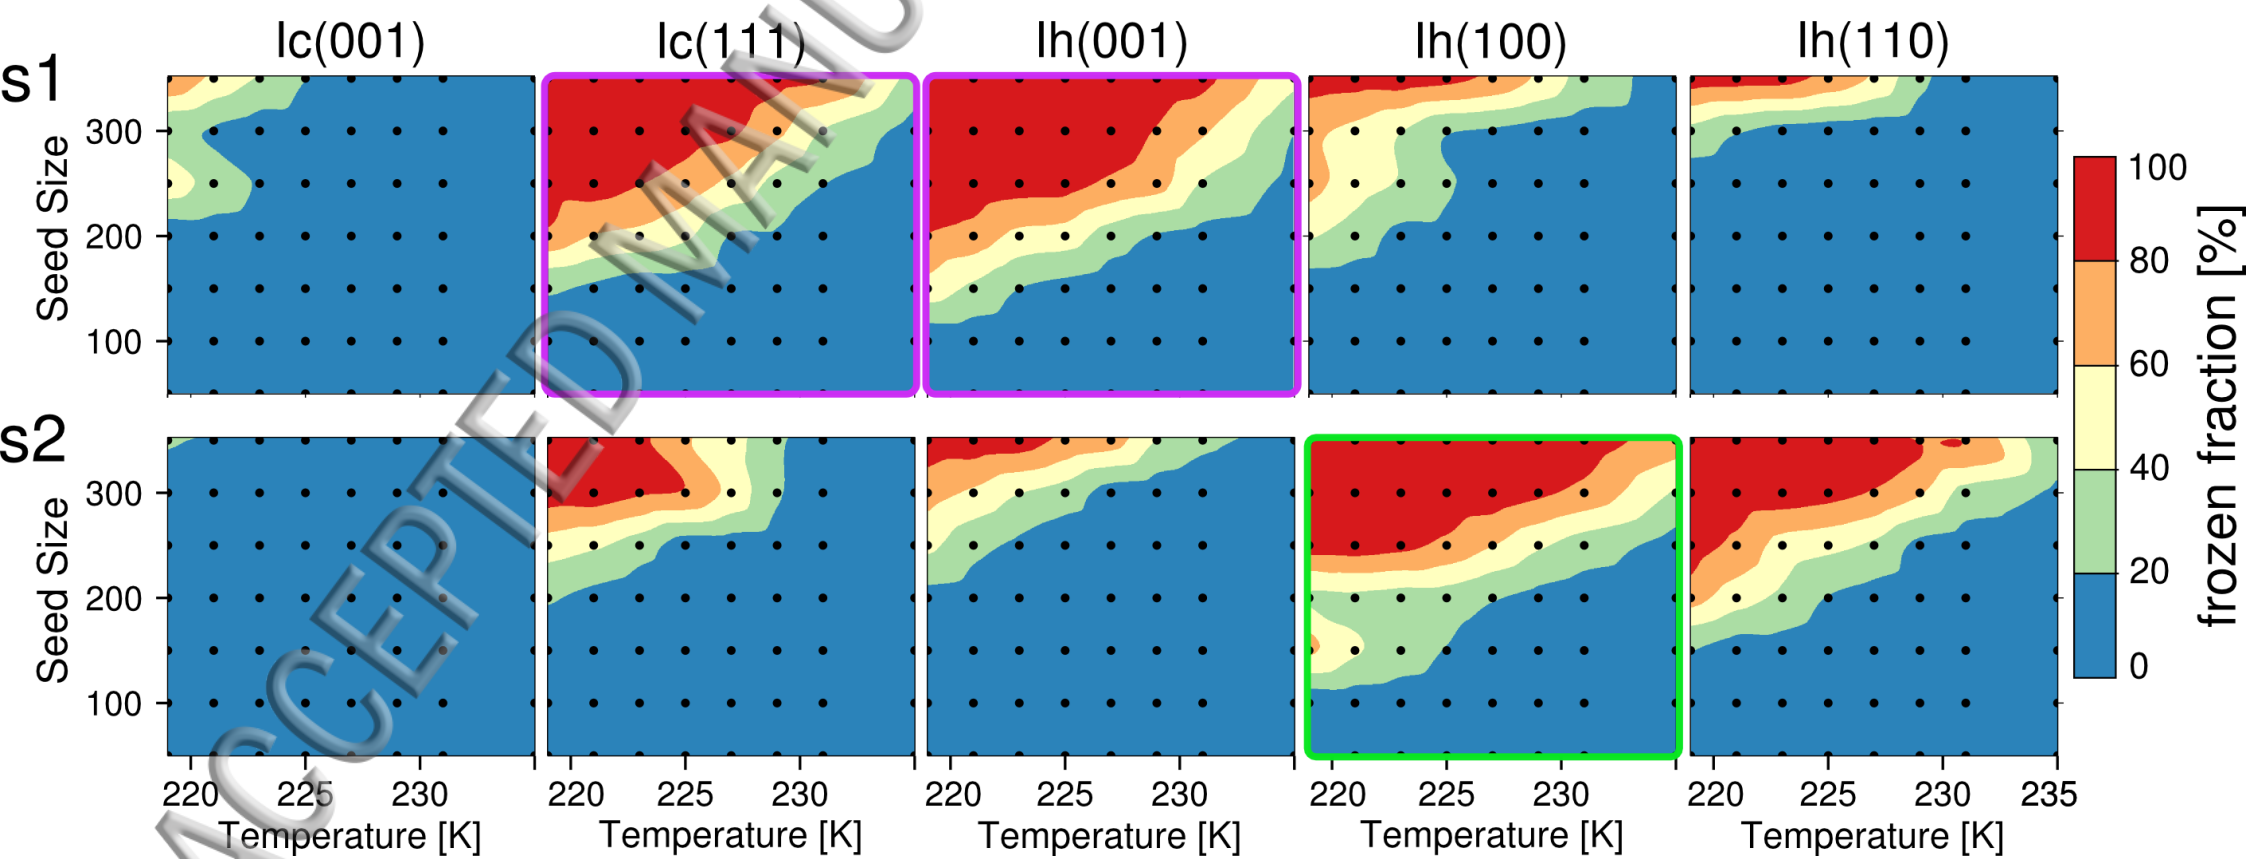 Ic(001) Ic(111) Ih(001) Ih(100) Ih(110)
s1
300
200
100
Seed Size
s2
300
200
100
Seed Size
220 225 230 220 225 230 220 225 230 220 225 230 220 225 230 235
Temperature [K] Temperature [K] Temperature [K] Temperature [K] Temperature [K]
100
80
60
40
20
0
frozen fraction [%]
ACCEPTED MANU